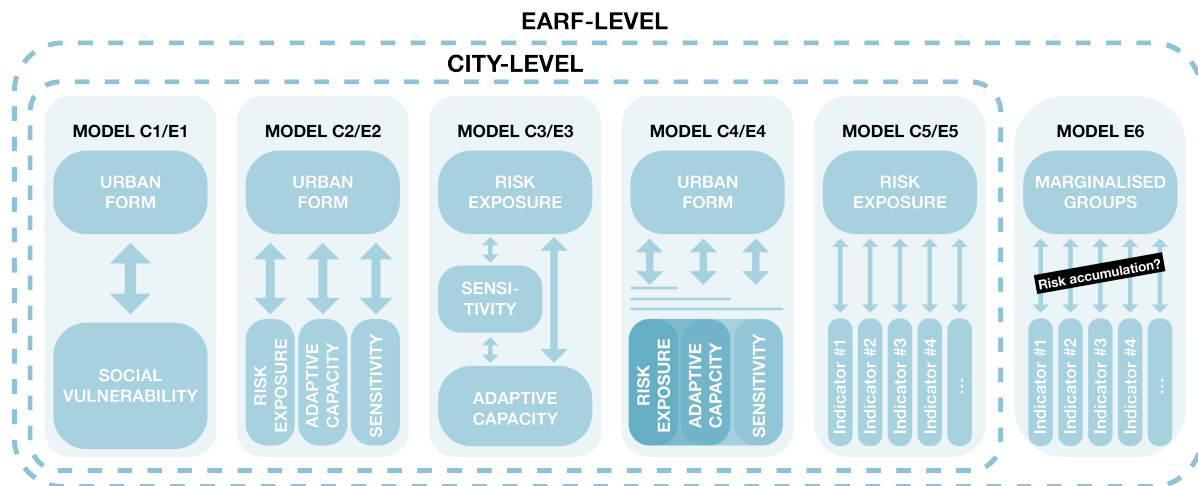 EARF-LEVEL
CITY-LEVEL
MODEL C1/E1
URBAN
FORM
SOCIAL
VULNERABILITY
MODEL C2/E2
URBAN
FORM
RISK
EXPOSURE
ADAPTIVE
CAPACITY
SENSITIVITY
MODEL C3/E3
RISK
EXPOSURE
SENSI-
TIVITY
ADAPTIVE
CAPACITY
MODEL C4/E4
URBAN
FORM
RISK
EXPOSURE
ADAPTIVE
CAPACITY
SENSITIVITY
MODEL C5/E5
RISK
EXPOSURE
Indicator #1
Indicator #2
Indicator #3
Indicator #4
...
MODEL E6
MARGINALISED
GROUPS
Risk accumulation?
Indicator #1
Indicator #2
Indicator #3
Indicator #4
...